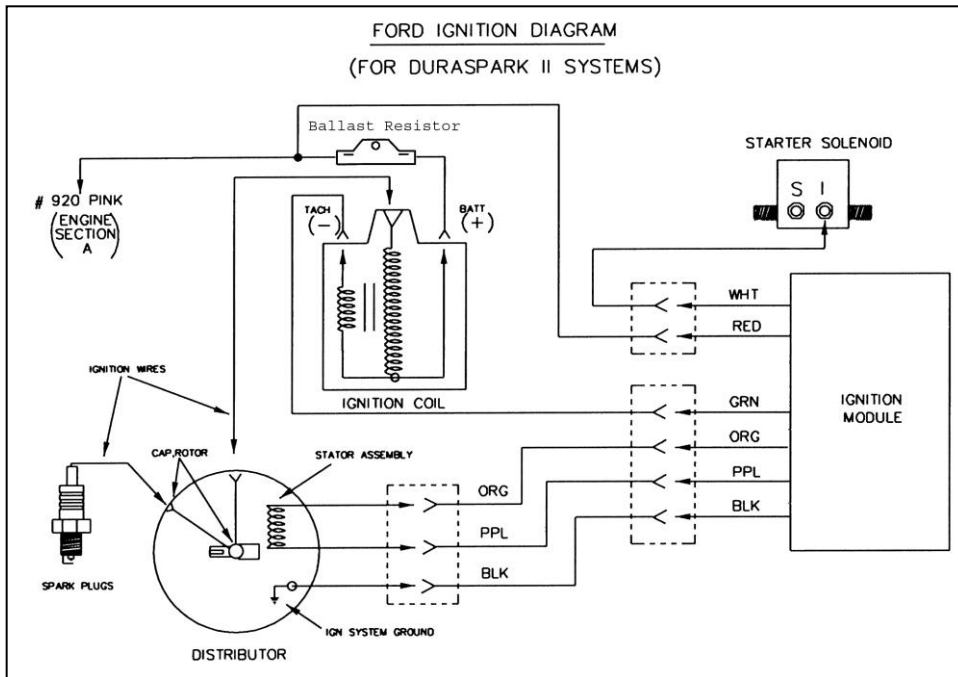 FORD IGNITION DIAGRAM
(FOR DURASPARK II SYSTEMS)
Ballast Resistor
STARTER SOLENOID
S I
# 920 PINK
(ENGINE
SECTION
A)
TACH
(-)
BATT
(+)
WHT
RED
IGNITION COIL
IGNITION
MODULE
GRN
ORG
PPL
BLK
IGNITION WIRES
CAP,ROTOR
STATOR ASSEMBLY
ORG
PPL
BLK
SPARK PLUGS
IGN SYSTEM GROUND
DISTRIBUTOR